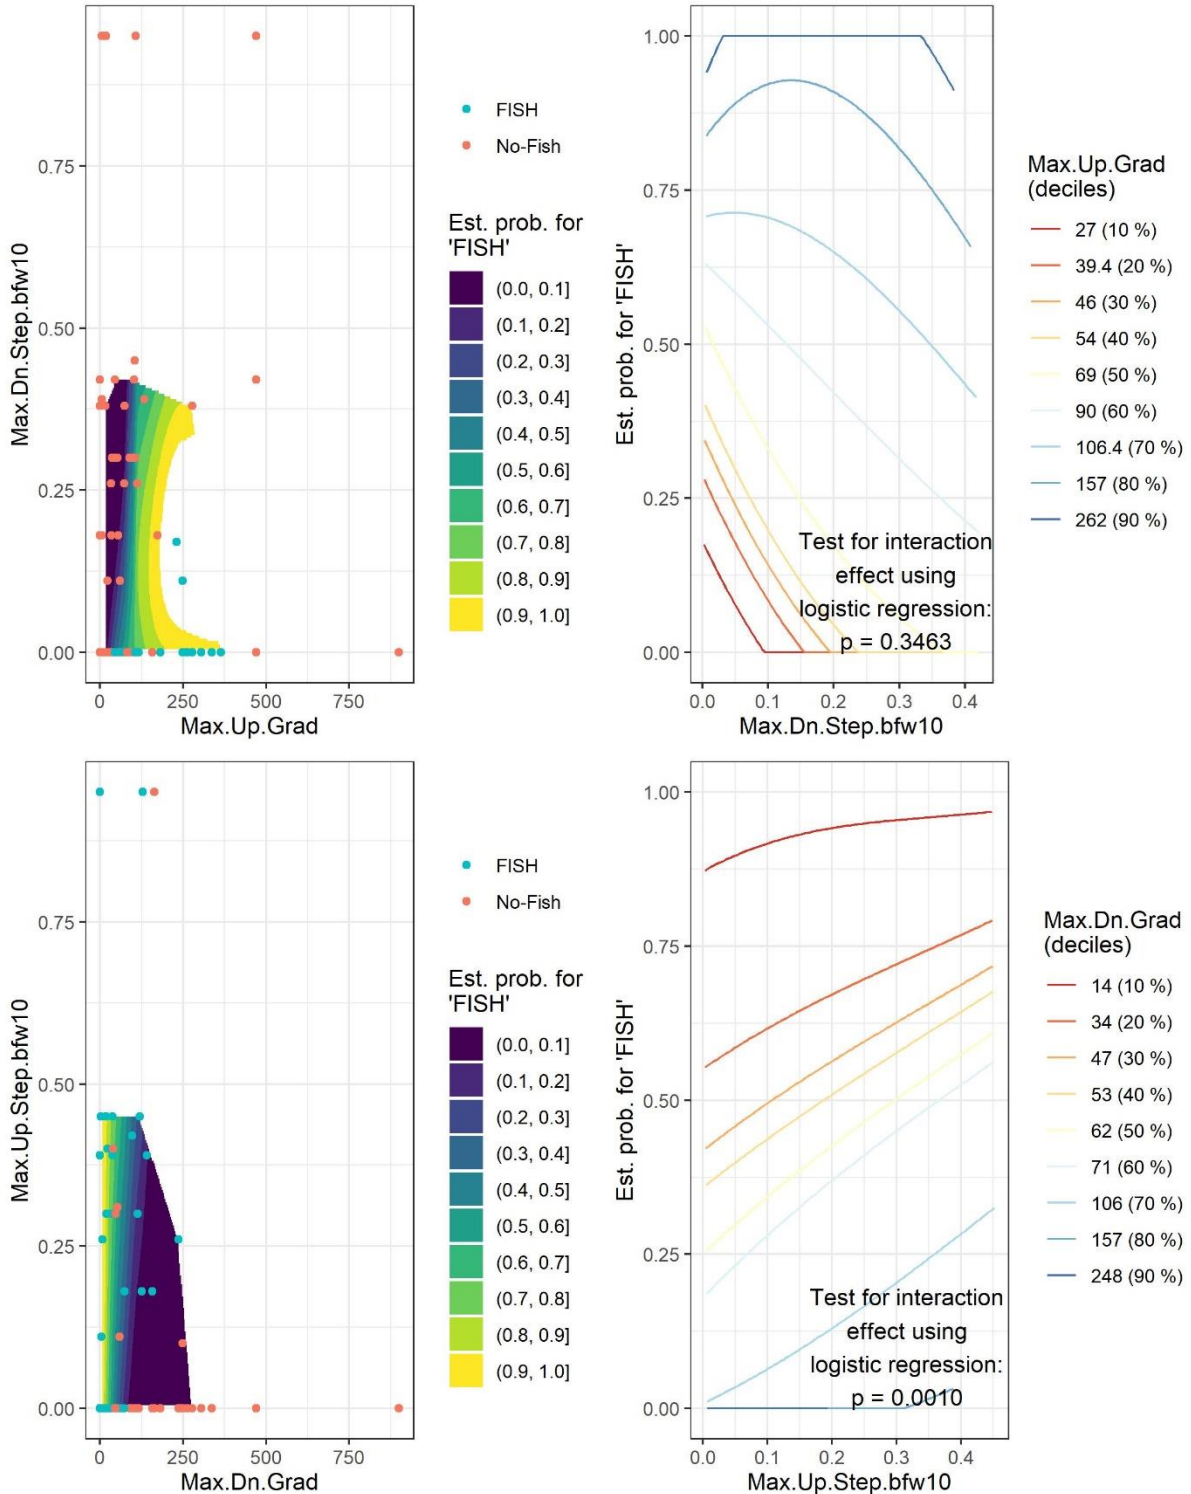 1.00
0.75
0.50
0.25
0.00
0
250
500
750
Max.Up.Grad
Max.Dn.Step.bfw10
FISH
No-Fish
Est. prob. for
'FISH'
(0.0, 0.1]
(0.1, 0.2]
(0.2, 0.3]
(0.3, 0.4]
(0.4, 0.5]
(0.5, 0.6]
(0.6, 0.7]
(0.7, 0.8]
(0.8, 0.9]
(0.9, 1.0]
0.75
0.50
0.25
0.00
Est. prob. for 'FISH'
Test for interaction
effect using
logistic regression:
p = 0.3463
0.0
0.1
0.2
0.3
0.4
Max.Dn.Step.bfw10
Max.Up.Grad
(deciles)
27 (10 %)
39.4 (20 %)
46 (30 %)
54 (40 %)
69 (50 %)
90 (60 %)
106.4 (70 %)
157 (80 %)
262 (90 %)
0.75
0.50
0.25
0.00
Max.Up.Step.bfw10
0
250
500
750
Max.Dn.Grad
FISH
No-Fish
Est. prob. for
'FISH'
(0.0, 0.1]
(0.1, 0.2]
(0.2, 0.3]
(0.3, 0.4]
(0.4, 0.5]
(0.5, 0.6]
(0.6, 0.7]
(0.7, 0.8]
(0.8, 0.9]
(0.9, 1.0]
1.00
0.75
0.50
0.25
0.00
Est. prob. for 'FISH'
Test for interaction
effect using
logistic regression:
p = 0.0010
0.0
0.1
0.2
0.3
0.4
Max.Up.Step.bfw10
Max.Dn.Grad
(deciles)
14 (10 %)
34 (20 %)
47 (30 %)
53 (40 %)
62 (50 %)
71 (60 %)
106 (70 %)
157 (80 %)
248 (90 %)